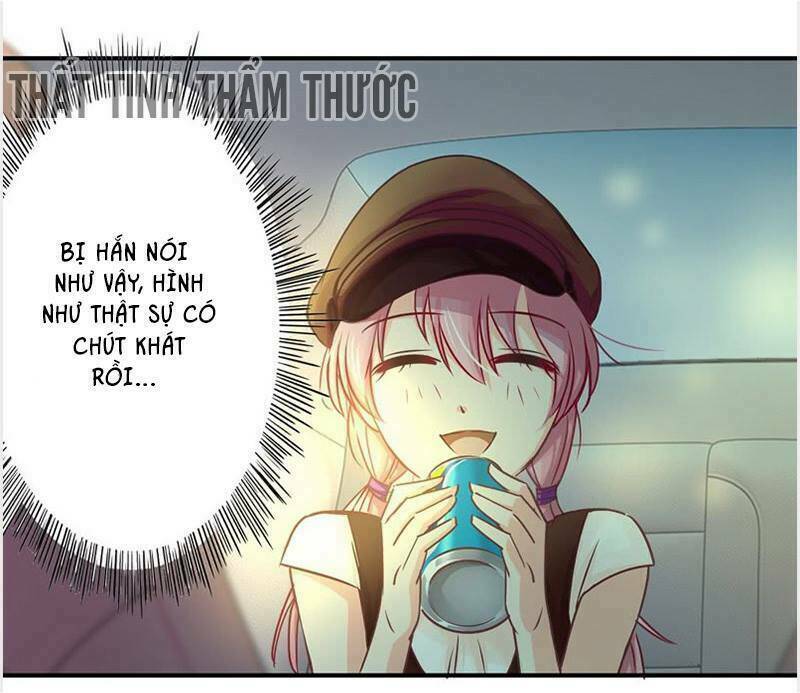 THẤT TINH THẨM THƯỚC
BỊ HẮN NÓI
NHƯ VẬY, HÌNH
NHƯ THẬT SỰ CÓ
CHÚT KHÁT
RỒI...